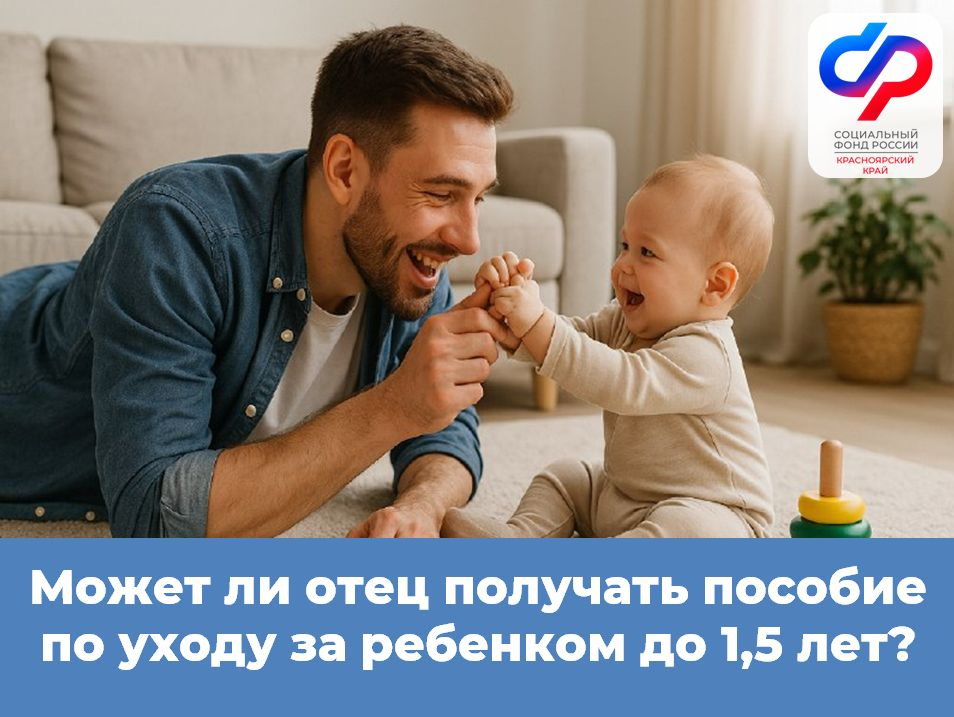 СОЦИАЛЬНЫЙ
ФОНД РОССИИ
КРАСНОЯРСКИЙ
КРАЙ
Может ли отец получать пособие
по уходу за ребенком до 1,5 лет?